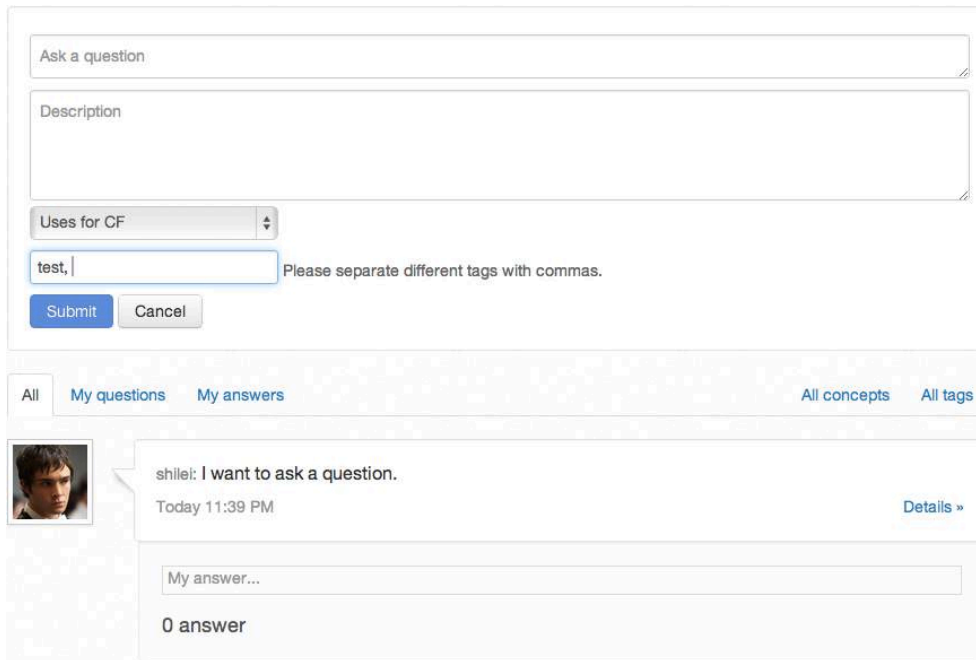 Ask a question
Description
Uses for CF
test,
Please separate different tags with commas.
Submit Cancel
All My questions My answers All concepts All tags
shilei: I want to ask a question.
Today 11:39 PM Details »
My answer...
0 answer